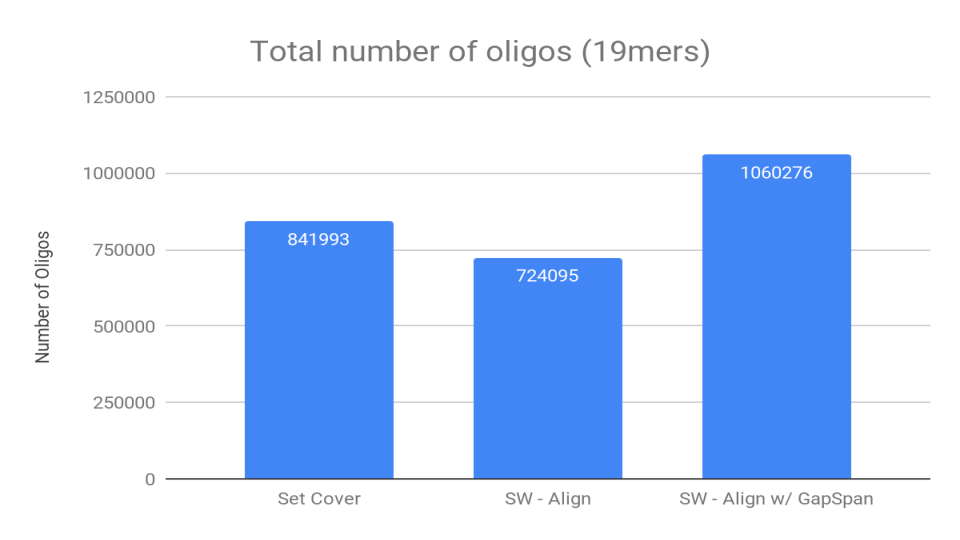 Total number of oligos (19mers)
Number of Oligos
1250000
1000000
750000
500000
250000
0
841993
724095
1060276
Set Cover
SW - Align
SW - Align w/ GapSpan